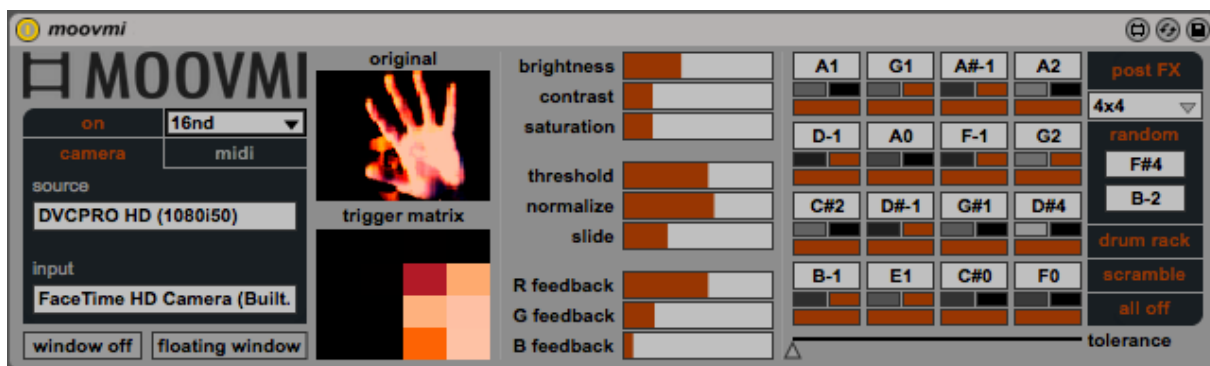 moovmi
MOOVMI
on
16nd
camera
midi
source
DVCPRO HD (1080i50)
input
FaceTime HD Camera (Built.
window off
floating window
original
trigger matrix
brightness
contrast
saturation
threshold
normalize
slide
R feedback
G feedback
B feedback
A1 G1 A#-1 A2
D-1 A0 F-1 G2
C#2 D#-1 G#1 D#4
B-1 E1 C#0 F0
post FX
4x4
random
F#4
B-2
drum rack
scramble
all off
tolerance